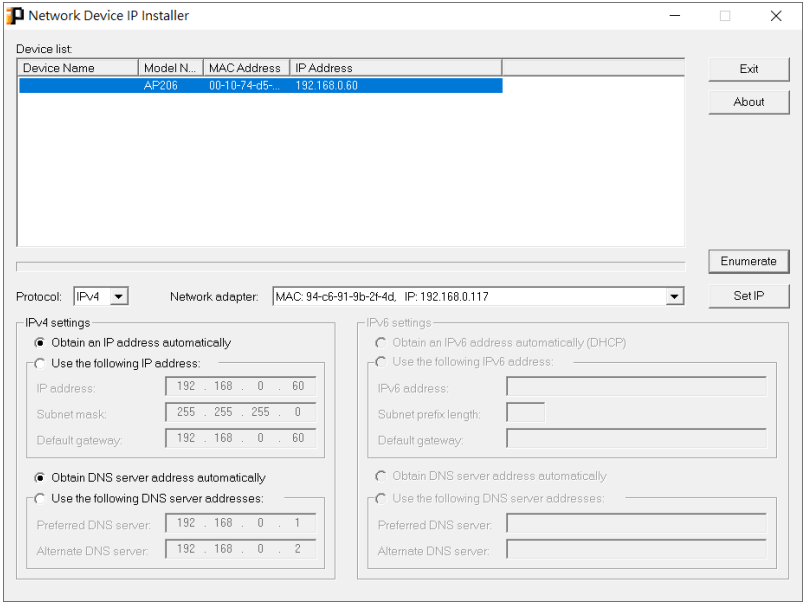 Network Device IP Installer
Device list:
Device Name Model N... MAC Address IP Address
AP206 00-10-74-d5-... 192.168.0.60
Exit
About
Enumerate
Protocol: IPv4 Network adapter: MAC: 94-c6-91-9b-2f-4d, IP: 192.168.0.117 Set IP
IPv4 settings
Obtain an IP address automatically
Use the following IP address:
IP address: 192 . 168 . 0 . 60
Subnet mask: 255 . 255 . 255 . 0
Default gateway: 192 . 168 . 0 . 60
Obtain DNS server address automatically
Use the following DNS server addresses:
Preferred DNS server: 192 . 168 . 0 . 1
Alternate DNS server: 192 . 168 . 0 . 2
IPv6 settings
Obtain an IPv6 address automatically (DHCP)
Use the following IPv6 address:
IPv6 address:
Subnet prefix length:
Default gateway:
Obtain DNS server address automatically
Use the following DNS server addresses:
Preferred DNS server:
Alternate DNS server: